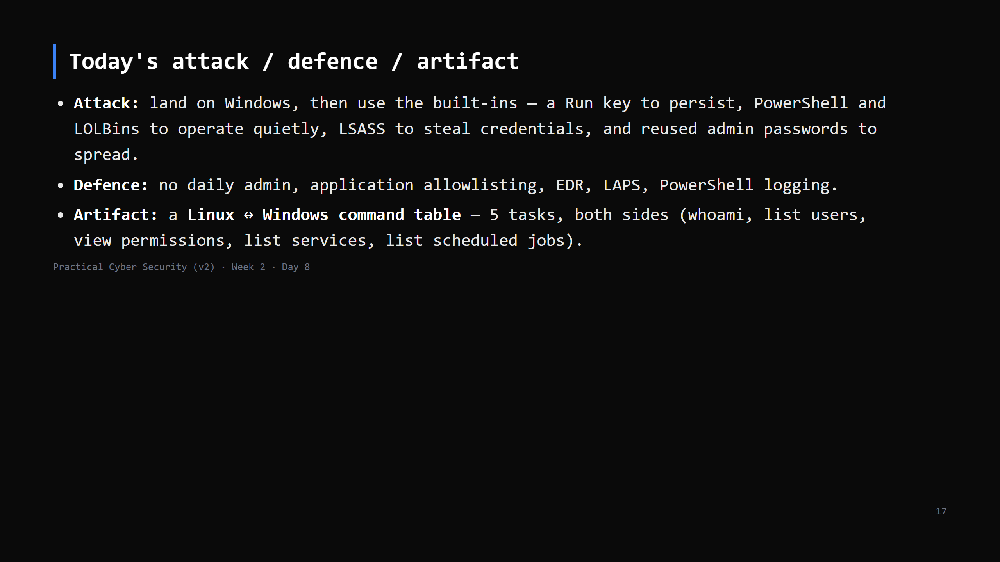 Today's attack / defence / artifact
• Attack: land on Windows, then use the built-ins — a Run key to persist, PowerShell and
LOLBins to operate quietly, LSASS to steal credentials, and reused admin passwords to
spread.
• Defence: no daily admin, application allowlisting, EDR, LAPS, PowerShell logging.
• Artifact: a Linux ↔ Windows command table — 5 tasks, both sides (whoami, list users,
view permissions, list services, list scheduled jobs).
Practical Cyber Security (v2) · Week 2 · Day 8
17